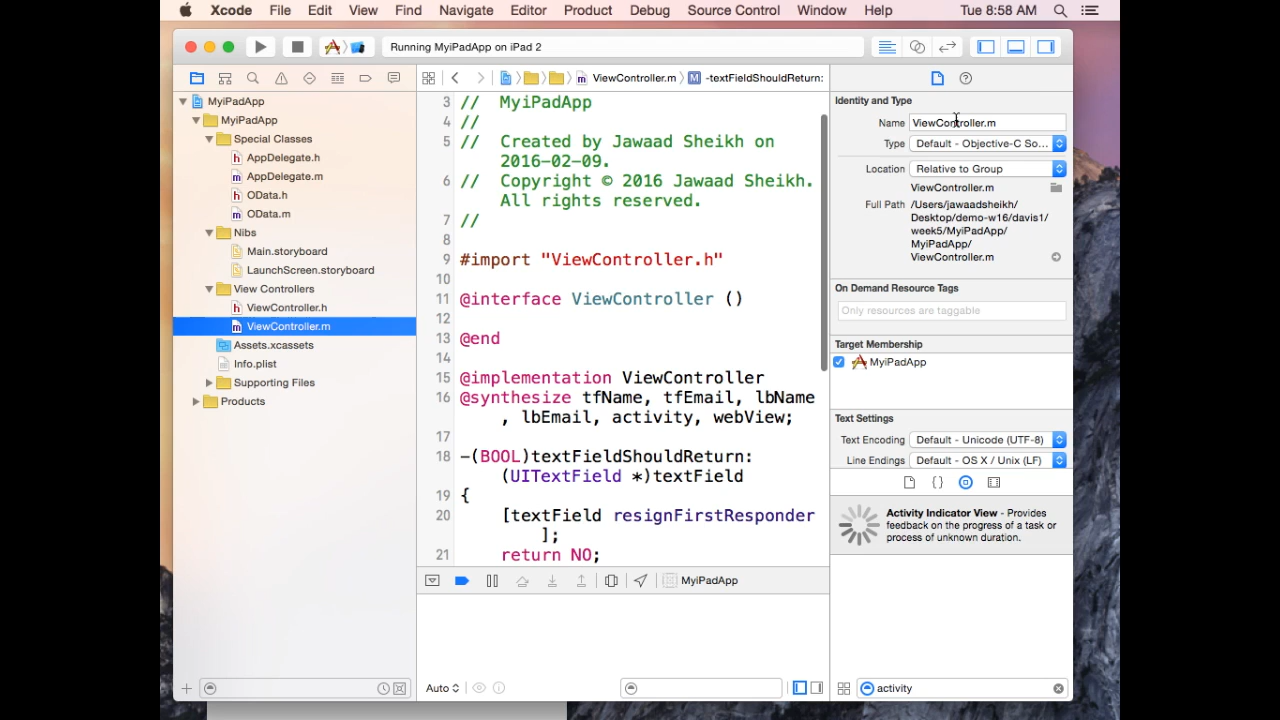 Xcode File Edit View Find Navigate Editor Product Debug Source Control Window Help Tue 8:58 AM
Running MyiPadApp on iPad 2
ViewController.m
-textFieldShouldReturn:
MyiPadApp
MyiPadApp
Special Classes
AppDelegate.h
AppDelegate.m
OData.h
OData.m
Nibs
Main.storyboard
LaunchScreen.storyboard
View Controllers
ViewController.h
ViewController.m
Assets.xcassets
Info.plist
Supporting Files
Products
3 // MyiPadApp
4 //
5 // Created by Jawaad Sheikh on
2016-02-09.
6 // Copyright © 2016 Jawaad Sheikh.
All rights reserved.
7 //
8
9 #import "ViewController.h"
10
11 @interface ViewController ()
12
13 @end
14
15 @implementation ViewController
16 @synthesize tfName, tfEmail, lbName
, lbEmail, activity, webView;
17
18 -(BOOL)textFieldShouldReturn:
(UITextField *)textField
19 {
20 [textField resignFirstResponder
];
21 return NO;
MyiPadApp
Auto
Identity and Type
Name ViewController.m
Type Default - Objective-C So...
Location Relative to Group
ViewController.m
Full Path /Users/jawaadsheikh/
Desktop/demo-w16/davis1/
week5/MyiPadApp/
MyiPadApp/
ViewController.m
On Demand Resource Tags
Only resources are taggable
Target Membership
MyiPadApp
Text Settings
Text Encoding Default - Unicode (UTF-8)
Line Endings Default - OS X / Unix (LF)
Activity Indicator View - Provides
feedback on the progress of a task or
process of unknown duration.
activity